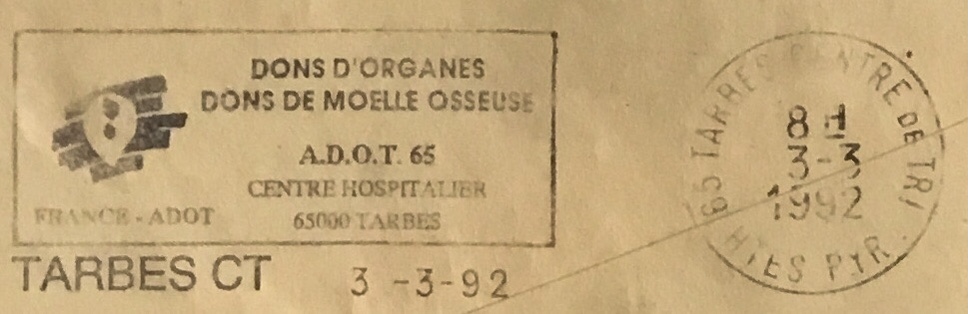 DONS D'ORGANES
DONS DE MOELLE OSSEUSE
A.D.O.T. 65
CENTRE HOSPITALIER
65000 TARBES
FRANCE - ADOT
TARBES CT 3 -3-92
65 TARBES CENTRE DE TRI
8 H
3-3
1992
HTES PYR.